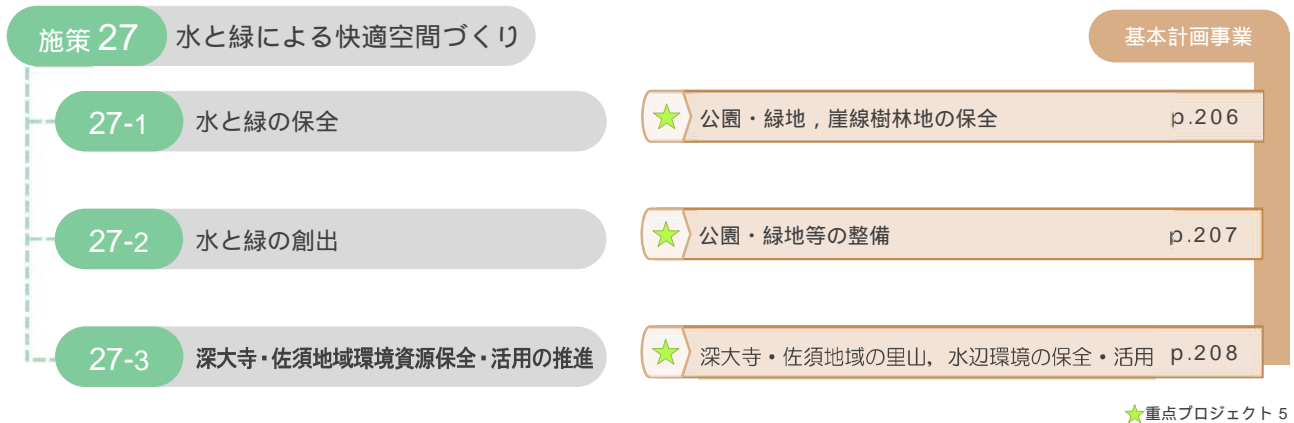 施策 27 水と緑による快適空間づくり
基本計画事業
27-1 水と緑の保全
★ 公園・緑地，崖線樹林地の保全 p.206
27-2 水と緑の創出
★ 公園・緑地等の整備 p.207
27-3 深大寺・佐須地域環境資源保全・活用の推進
★ 深大寺・佐須地域の里山，水辺環境の保全・活用 p.208
★重点プロジェクト 5